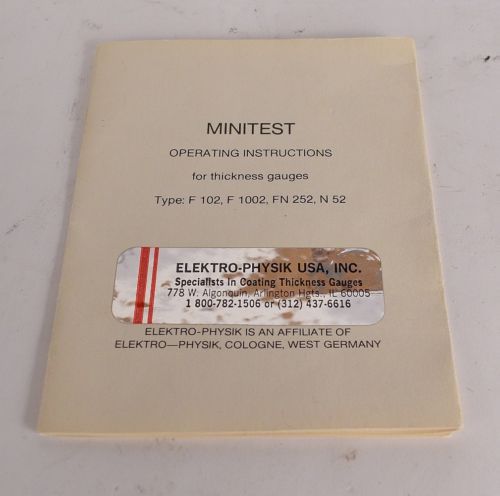 MINITEST
OPERATING INSTRUCTIONS
for thickness gauges
Type: F 102, F 1002, FN 252, N 52
ELEKTRO-PHYSIK USA, INC.
Specialists In Coating Thickness Gauges
778 W. Algonquin, Arlington Hgts., IL 60005
1 800-782-1506 or (312) 437-6616
ELEKTRO-PHYSIK IS AN AFFILIATE OF
ELEKTRO—PHYSIK, COLOGNE, WEST GERMANY